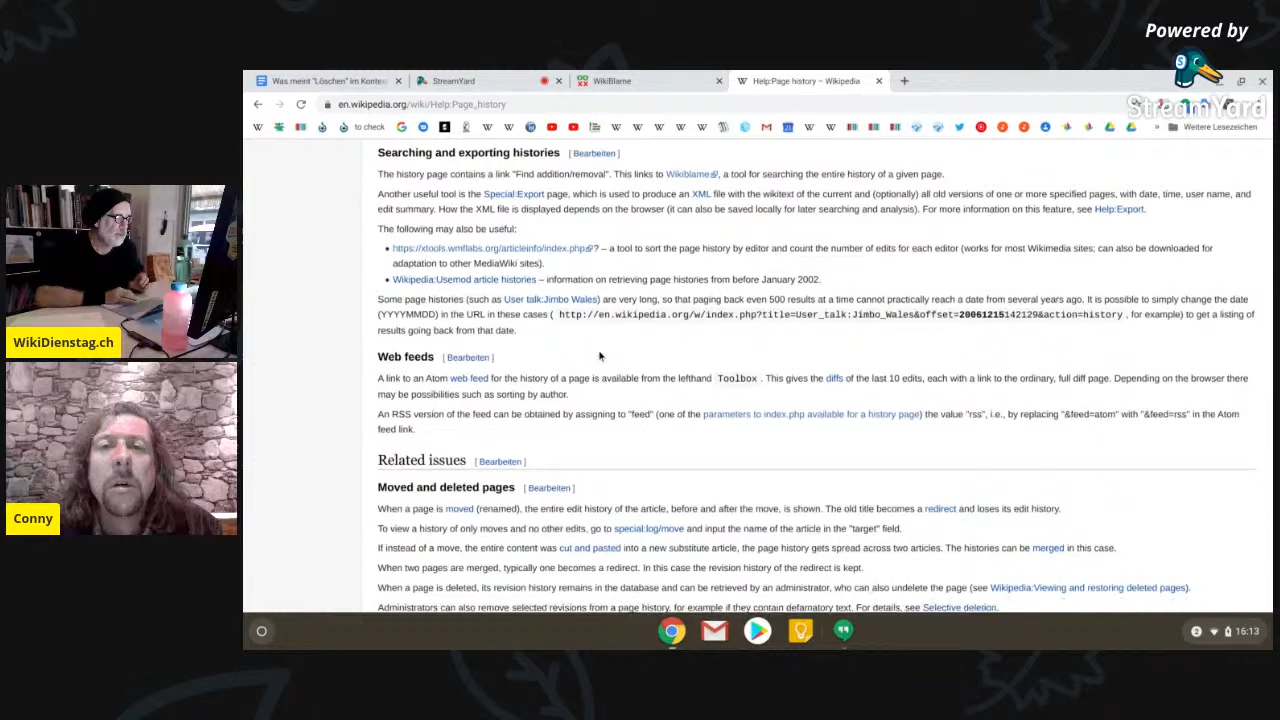 Powered by
StreamYard
Was meint "Löschen" im Kontex
StreamYard
WikiBlame
Help:Page history – Wikipedia
en.wikipedia.org/wiki/Help:Page_history
to check
Weitere Lesezeichen
Searching and exporting histories [ Bearbeiten ]
The history page contains a link "Find addition/removal". This links to Wikiblame, a tool for searching the entire history of a given page.
Another useful tool is the Special:Export page, which is used to produce an XML file with the wikitext of the current and (optionally) all old versions of one or more specified pages, with date, time, user name, and
edit summary. How the XML file is displayed depends on the browser (it can also be saved locally for later searching and analysis). For more information on this feature, see Help:Export.
The following may also be useful:
• https://xtools.wmflabs.org/articleinfo/index.php? – a tool to sort the page history by editor and count the number of edits for each editor (works for most Wikimedia sites; can also be downloaded for
adaptation to other MediaWiki sites).
• Wikipedia:Usemod article histories – information on retrieving page histories from before January 2002.
Some page histories (such as User talk:Jimbo Wales) are very long, so that paging back even 500 results at a time cannot practically reach a date from several years ago. It is possible to simply change the date
(YYYYMMDD) in the URL in these cases ( http://en.wikipedia.org/w/index.php?title=User_talk:Jimbo_Wales&offset=20061215142129&action=history , for example) to get a listing of
results going back from that date.
Web feeds [ Bearbeiten ]
A link to an Atom web feed for the history of a page is available from the lefthand Toolbox . This gives the diffs of the last 10 edits, each with a link to the ordinary, full diff page. Depending on the browser there
may be possibilities such as sorting by author.
An RSS version of the feed can be obtained by assigning to "feed" (one of the parameters to index.php available for a history page) the value "rss", i.e., by replacing "&feed=atom" with "&feed=rss" in the Atom
feed link.
Related issues [ Bearbeiten ]
Moved and deleted pages [ Bearbeiten ]
When a page is moved (renamed), the entire edit history of the article, before and after the move, is shown. The old title becomes a redirect and loses its edit history.
To view a history of only moves and no other edits, go to special:log/move and input the name of the article in the "target" field.
If instead of a move, the entire content was cut and pasted into a new substitute article, the page history gets spread across two articles. The histories can be merged in this case.
When two pages are merged, typically one becomes a redirect. In this case the revision history of the redirect is kept.
When a page is deleted, its revision history remains in the database and can be retrieved by an administrator, who can also undelete the page (see Wikipedia:Viewing and restoring deleted pages).
Administrators can also remove selected revisions from a page history, for example if they contain defamatory text. For details, see Selective deletion.
2
16:13
WikiDienstag.ch
Conny